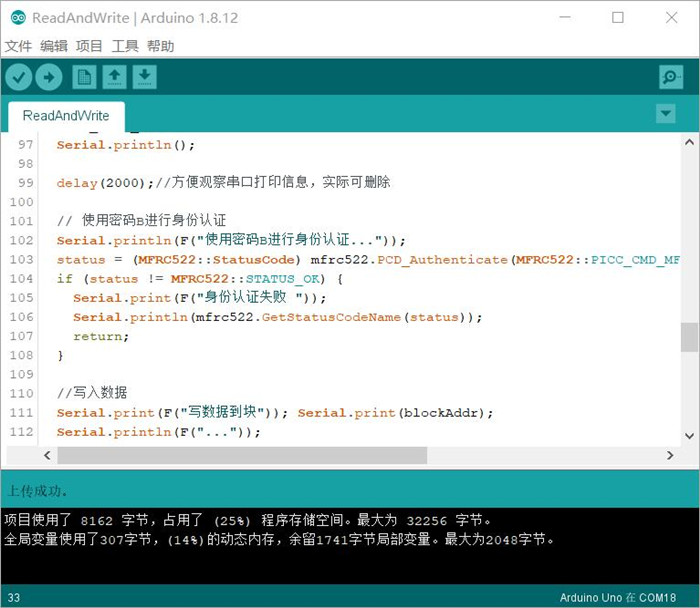 ReadAndWrite | Arduino 1.8.12
文件 编辑 项目 工具 帮助
ReadAndWrite
97 Serial.println();
98
99 delay(2000);//方便观察串口打印信息，实际可删除
100
101 // 使用密码B进行身份认证
102 Serial.println(F("使用密码B进行身份认证..."));
103 status = (MFRC522::StatusCode) mfrc522.PCD_Authenticate(MFRC522::PICC_CMD_MF
104 if (status != MFRC522::STATUS_OK) {
105 Serial.print(F("身份认证失败 "));
106 Serial.println(mfrc522.GetStatusCodeName(status));
107 return;
108 }
109
110 //写入数据
111 Serial.print(F("写数据到块")); Serial.print(blockAddr);
112 Serial.println(F("..."));
上传成功。
项目使用了 8162 字节，占用了 (25%) 程序存储空间。最大为 32256 字节。
全局变量使用了307字节，(14%)的动态内存，余留1741字节局部变量。最大为2048字节。
33 Arduino Uno 在 COM18